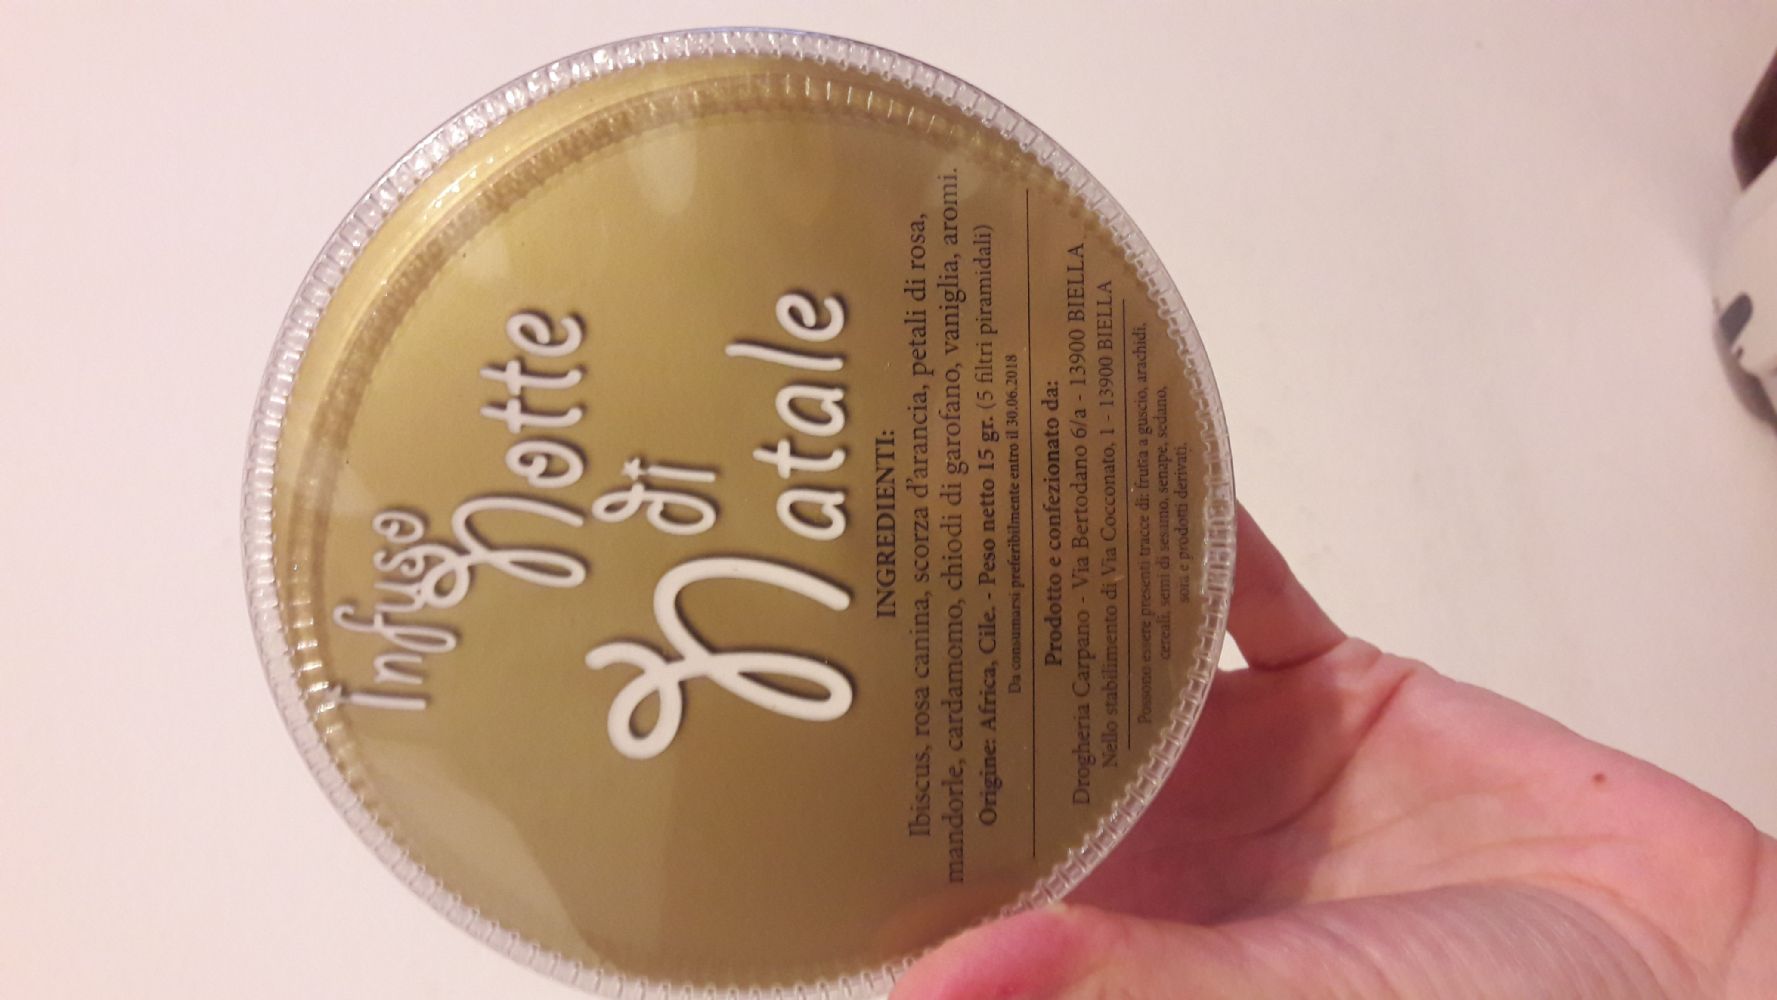 Infuso
Notte
di
Natale
INGREDIENTI:
Ibiscus, rosa canina, scorza d'arancia, petali di rosa,
mandorle, cardamomo, chiodi di garofano, vaniglia, aromi.
Origine: Africa, Cile. - Peso netto 15 gr. (5 filtri piramidali)
Da consumarsi preferibilmente entro il 30.06.2018
Prodotto e confezionato da:
Drogheria Carpano - Via Bertodano 6/a - 13900 BIELLA
Nello stabilimento di Via Cocconato, 1 - 13900 BIELLA
Possono essere presenti tracce di: frutta a guscio, arachidi,
cereali, semi di sesamo, senape, sedano,
soia e prodotti derivati.